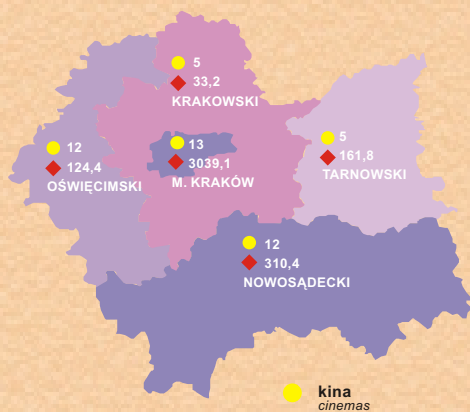 5
33,2
KRAKOWSKI
12
124,4
OŚWIĘCIMSKI
13
3039,1
M. KRAKÓW
5
161,8
TARNOWSKI
12
310,4
NOWOSĄDECKI
kina
cinemas